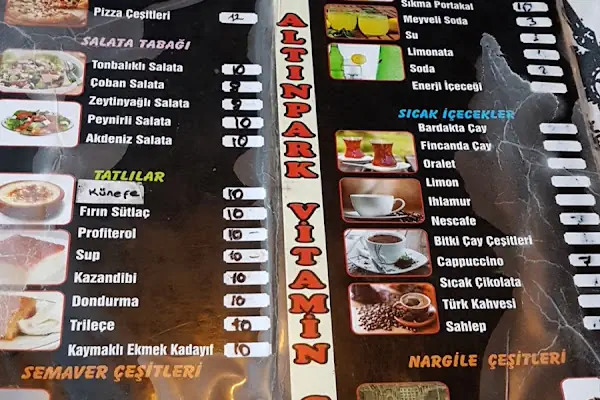 Pizza Çeşitleri 12
SALATA TABAĞI
Tonbalıklı Salata 10
Çoban Salata
Zeytinyağlı Salata
Peynirli Salata 10
Akdeniz Salata 10
TATLILAR
Künefe 10
Fırın Sütlaç 10
Profiterol 10
Sup 10
Kazandibi 10
Dondurma 10
Trileçe 10
Kaymaklı Ekmek Kadayıf 10
SEMAVER ÇEŞİTLERİ
ALTINPARK VİTAMİN
Sıkma Portakal
Meyveli Soda
Su
Limonata
Soda
Enerji İçeceği
SICAK İÇECEKLER
Bardakta Çay
Fincanda Çay
Oralet
Limon
Ihlamur
Nescafe
Bitki Çay Çeşitleri
Cappuccino
Sıcak Çikolata
Türk Kahvesi
Sahlep
NARGİLE ÇEŞİTLERİ